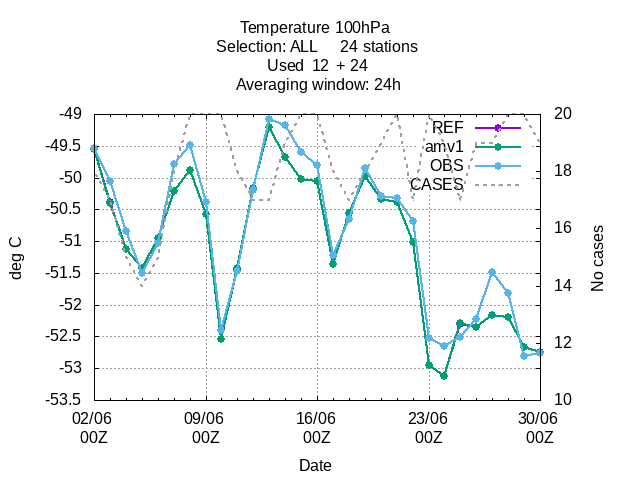 Temperature 100hPa
Selection: ALL 24 stations
Used 12 + 24
Averaging window: 24h
-49
-49.5
-50
-50.5
-51
-51.5
-52
-52.5
-53
-53.5
deg C
REF
amv1
OBS
CASES
20
18
16
14
12
10
No cases
02/06 09/06 16/06 23/06 30/06
00Z 00Z 00Z 00Z 00Z
Date